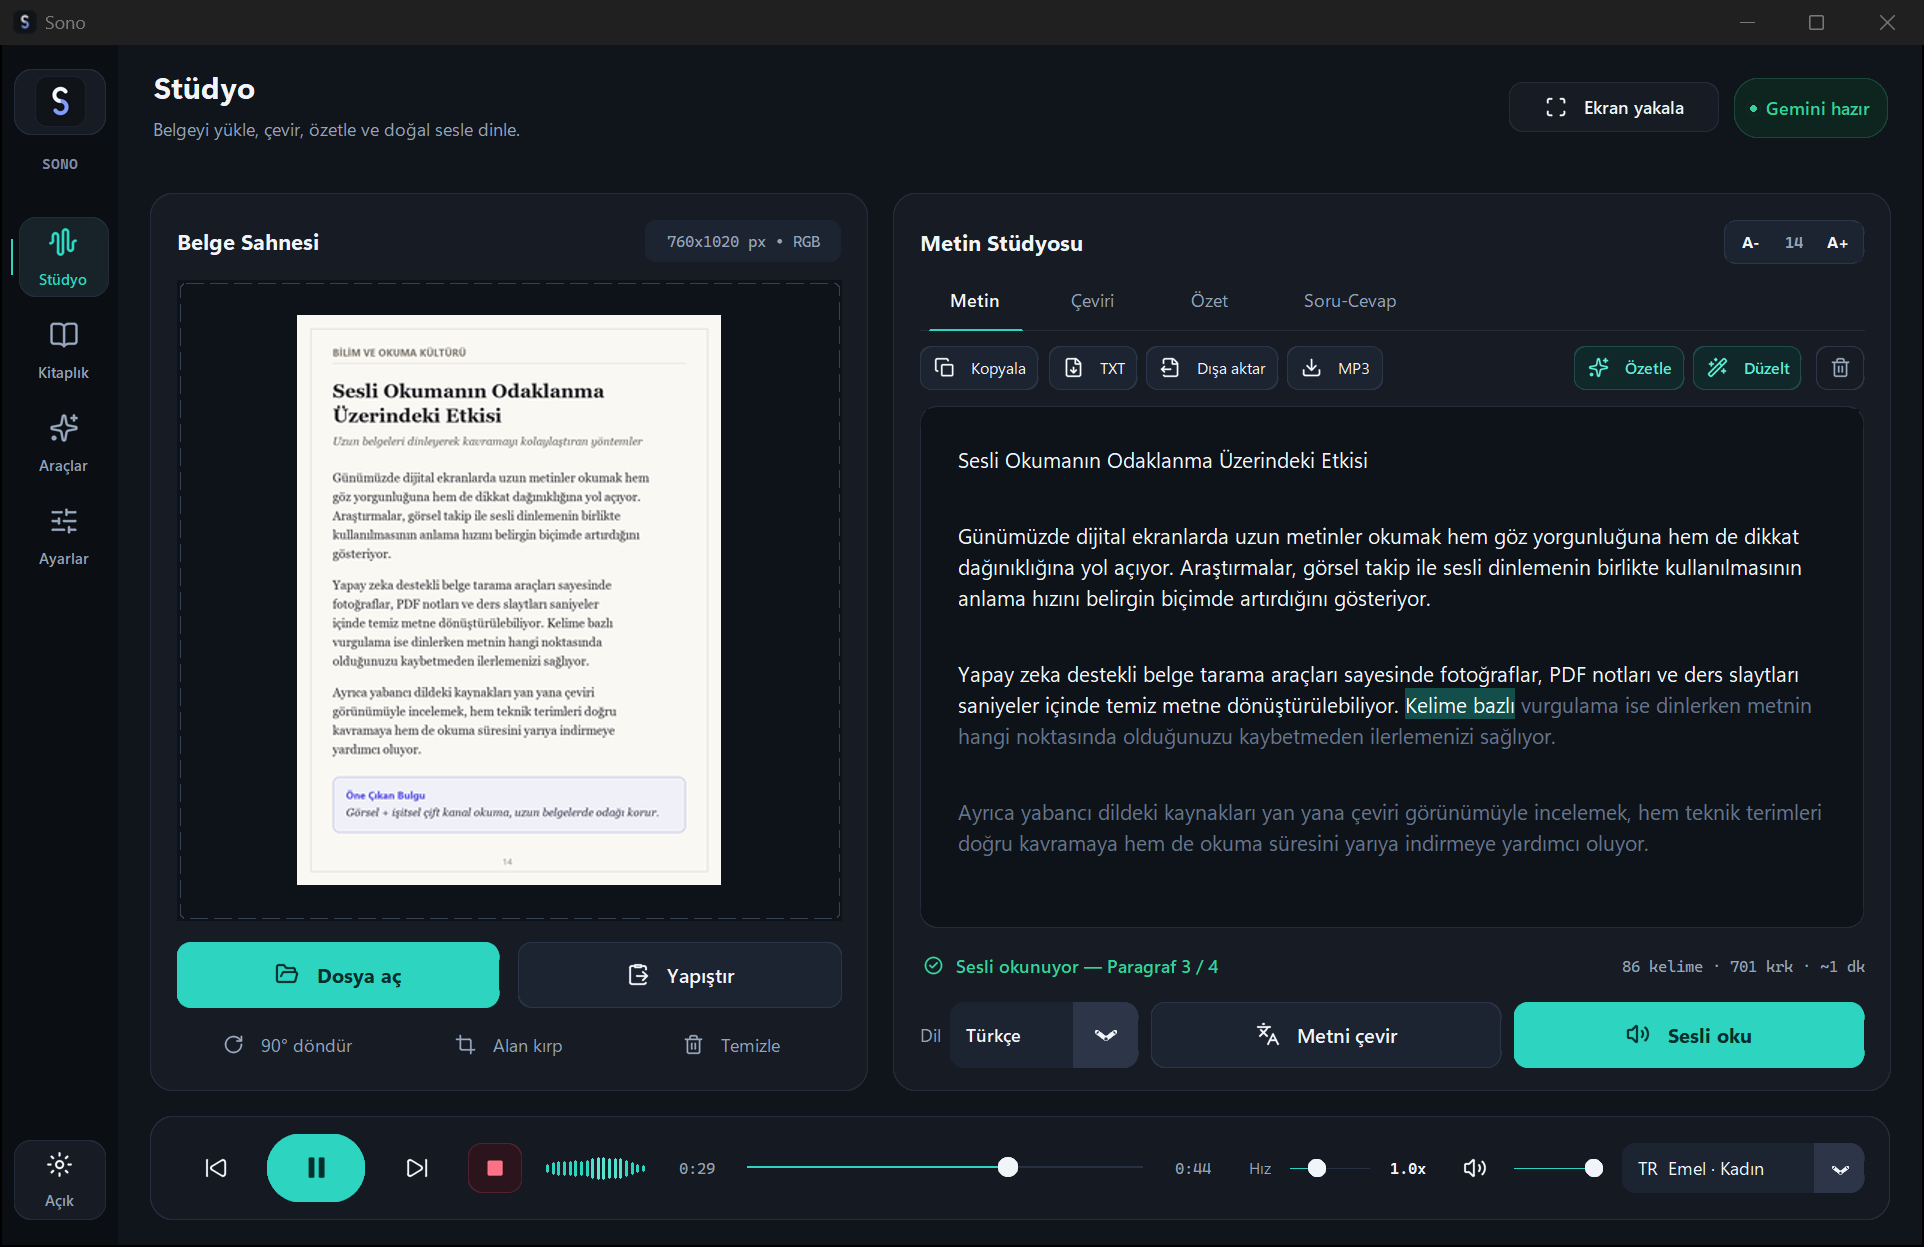 Sono
S
SONO
Stüdyo
Kitaplık
Araçlar
Ayarlar
Açık
Stüdyo
Belgeyi yükle, çevir, özetle ve doğal sesle dinle.
Ekran yakala
Gemini hazır
Belge Sahnesi
760x1020 px • RGB
BİLİM VE OKUMA KÜLTÜRÜ
Sesli Okumanın Odaklanma
Üzerindeki Etkisi
Uzun belgeleri dinleyerek kavramayı kolaylaştıran yöntemler
Günümüzde dijital ekranlarda uzun metinler okumak hem
göz yorgunluğuna hem de dikkat dağınıklığına yol açıyor.
Araştırmalar, görsel takip ile sesli dinlemenin birlikte
kullanılmasının anlama hızını belirgin biçimde artırdığını
gösteriyor.
Yapay zeka destekli belge tarama araçları sayesinde
fotoğraflar, PDF notları ve ders slaytları saniyeler
içinde temiz metne dönüştürülebiliyor. Kelime bazlı
vurgulama ise dinlerken metnin hangi noktasında
olduğunuzu kaybetmeden ilerlemenizi sağlıyor.
Ayrıca yabancı dildeki kaynakları yan yana çeviri
görünümüyle incelemek, hem teknik terimleri doğru
kavramaya hem de okuma süresini yarıya indirmeye
yardımcı oluyor.
Öne Çıkan Bulgu
Görsel + işitsel çift kanal okuma, uzun belgelerde odağı korur.
14
Dosya aç
Yapıştır
90° döndür
Alan kırp
Temizle
Metin Stüdyosu
A- 14 A+
Metin Çeviri Özet Soru-Cevap
Kopyala TXT Dışa aktar MP3 Özetle Düzelt
Sesli Okumanın Odaklanma Üzerindeki Etkisi
Günümüzde dijital ekranlarda uzun metinler okumak hem göz yorgunluğuna hem de dikkat
dağınıklığına yol açıyor. Araştırmalar, görsel takip ile sesli dinlemenin birlikte kullanılmasının
anlama hızını belirgin biçimde artırdığını gösteriyor.
Yapay zeka destekli belge tarama araçları sayesinde fotoğraflar, PDF notları ve ders slaytları
saniyeler içinde temiz metne dönüştürülebiliyor. Kelime bazlı vurgulama ise dinlerken metnin
hangi noktasında olduğunuzu kaybetmeden ilerlemenizi sağlıyor.
Ayrıca yabancı dildeki kaynakları yan yana çeviri görünümüyle incelemek, hem teknik terimleri
doğru kavramaya hem de okuma süresini yarıya indirmeye yardımcı oluyor.
Sesli okunuyor — Paragraf 3 / 4
86 kelime · 701 krk · ~1 dk
Dil Türkçe
Metni çevir
Sesli oku
0:29
0:44
Hız
1.0x
TR Emel · Kadın